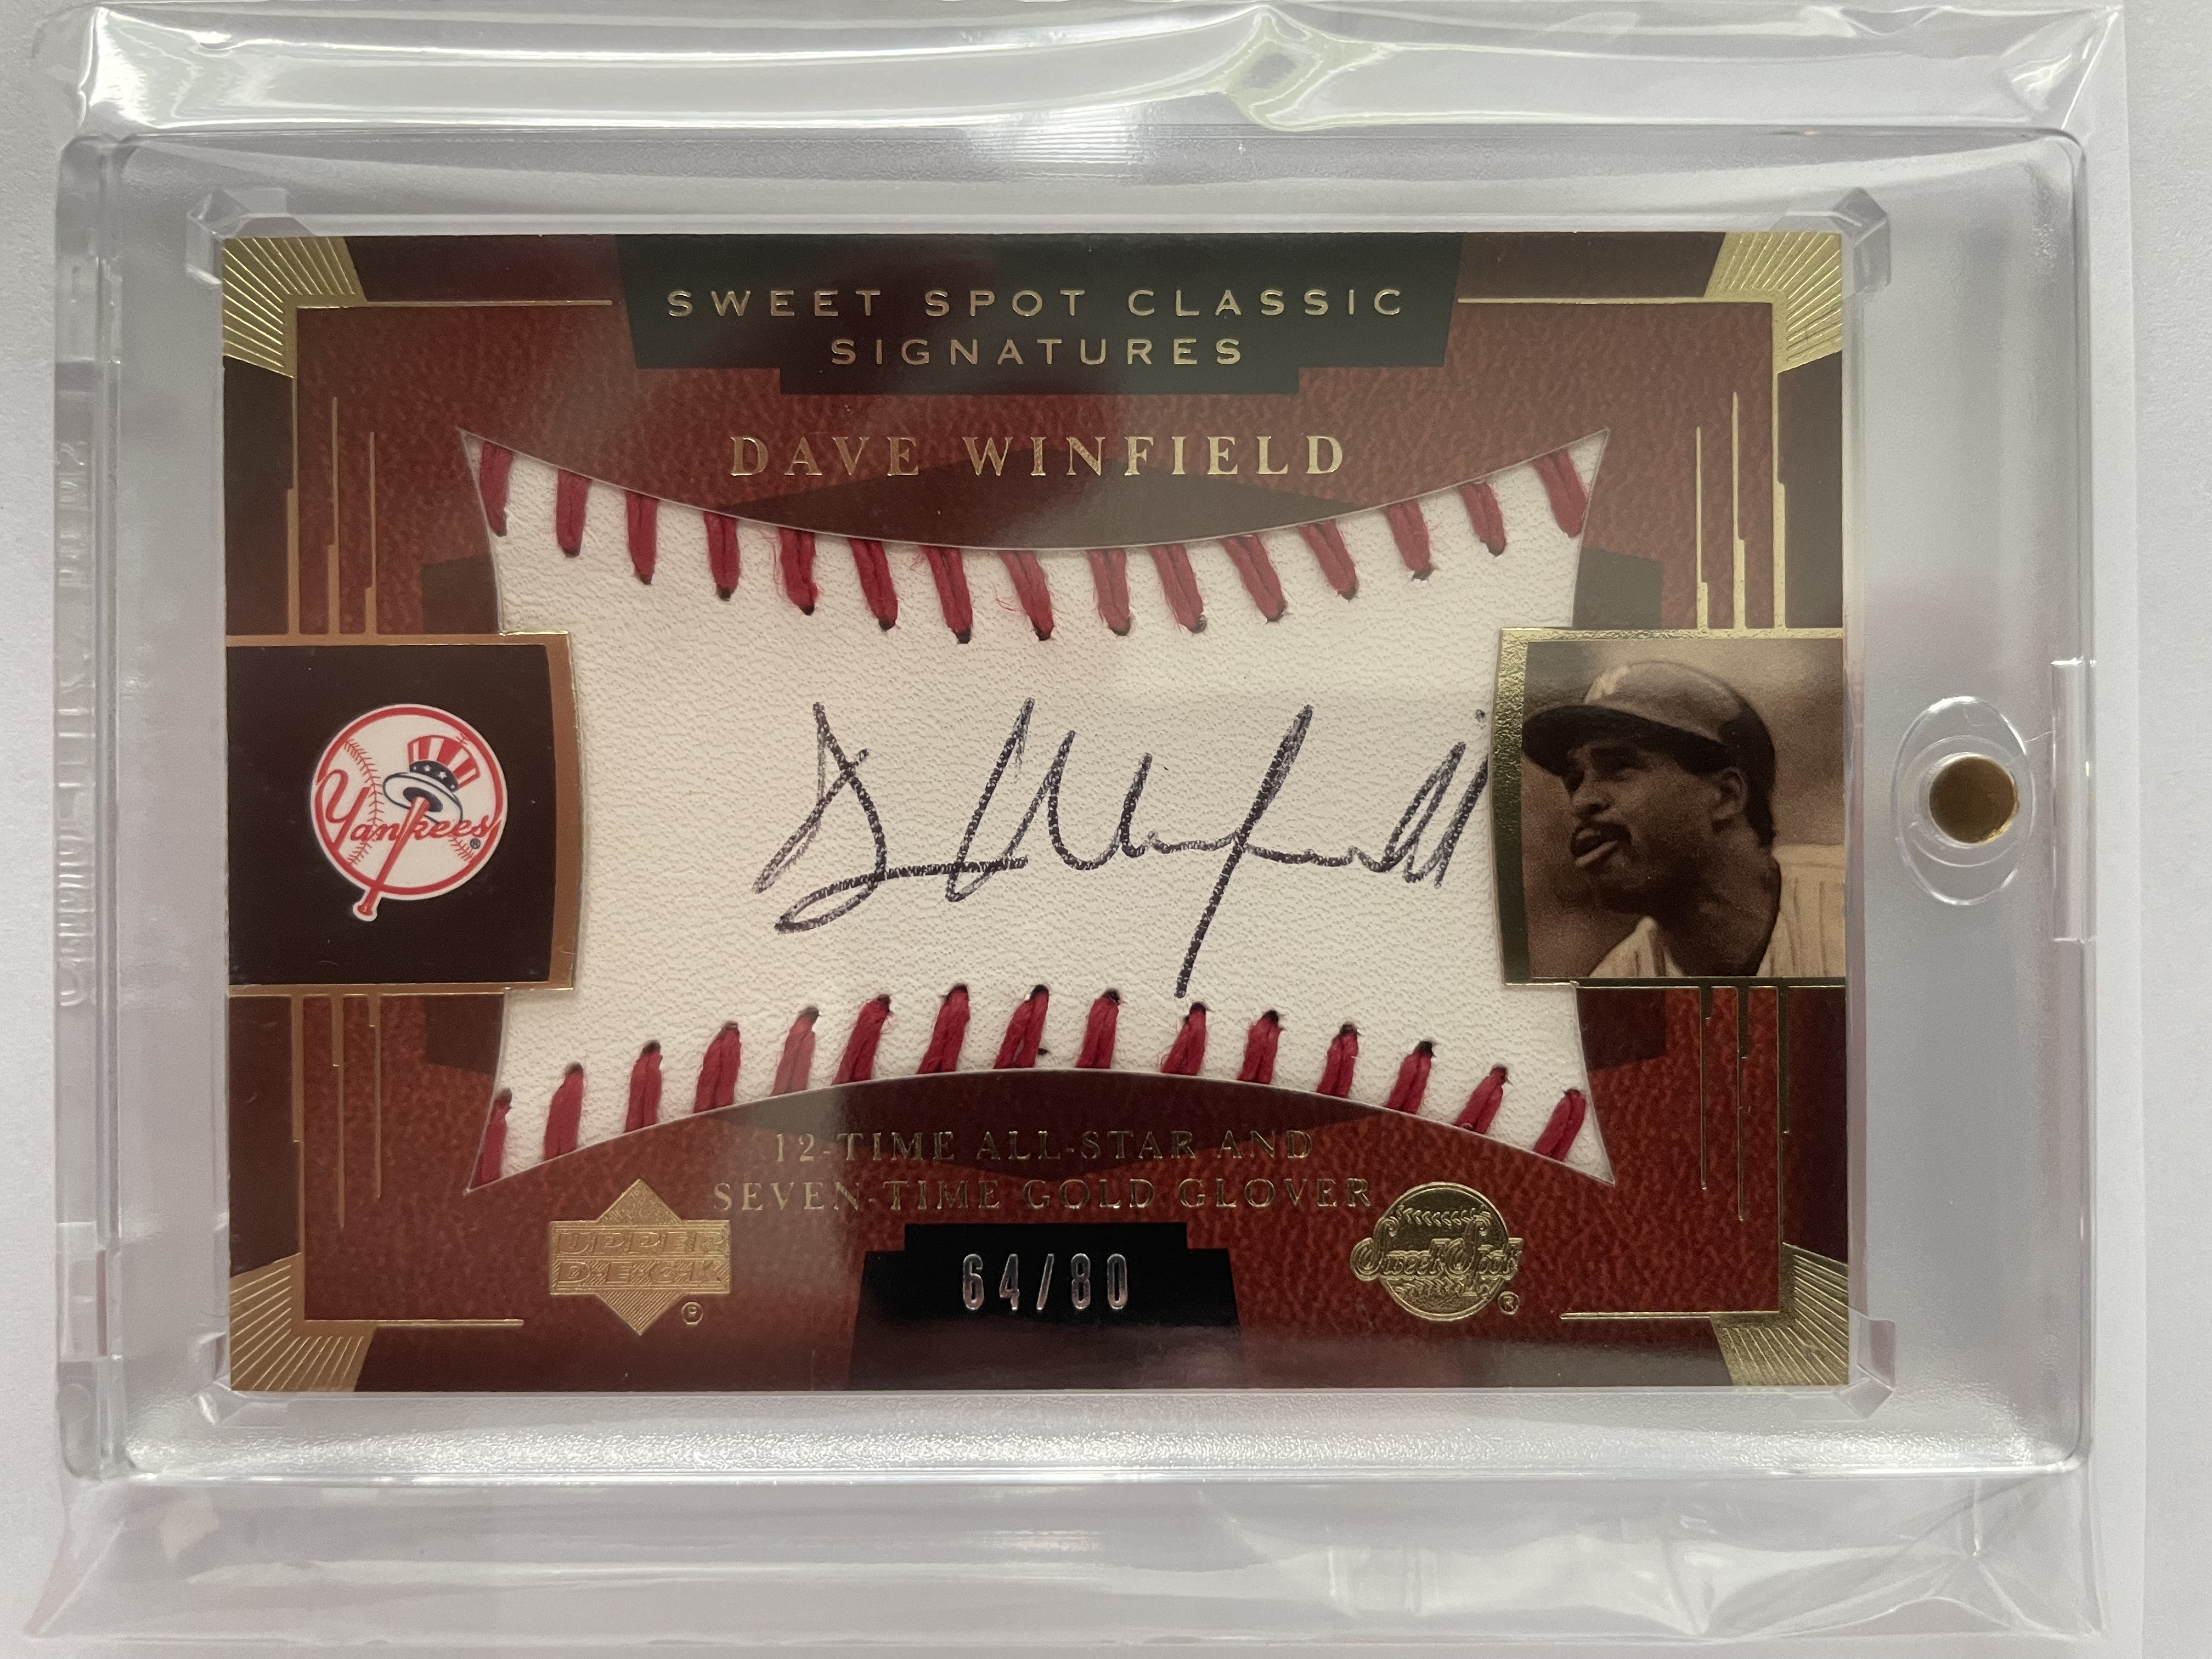 SWEET SPOT CLASSIC
SIGNATURES
DAVE WINFIELD
Yankees
D Winfield
12-TIME ALL-STAR AND
SEVEN-TIME GOLD GLOVER
UPPER
DECK
®
64/80
Sweet Spot
®